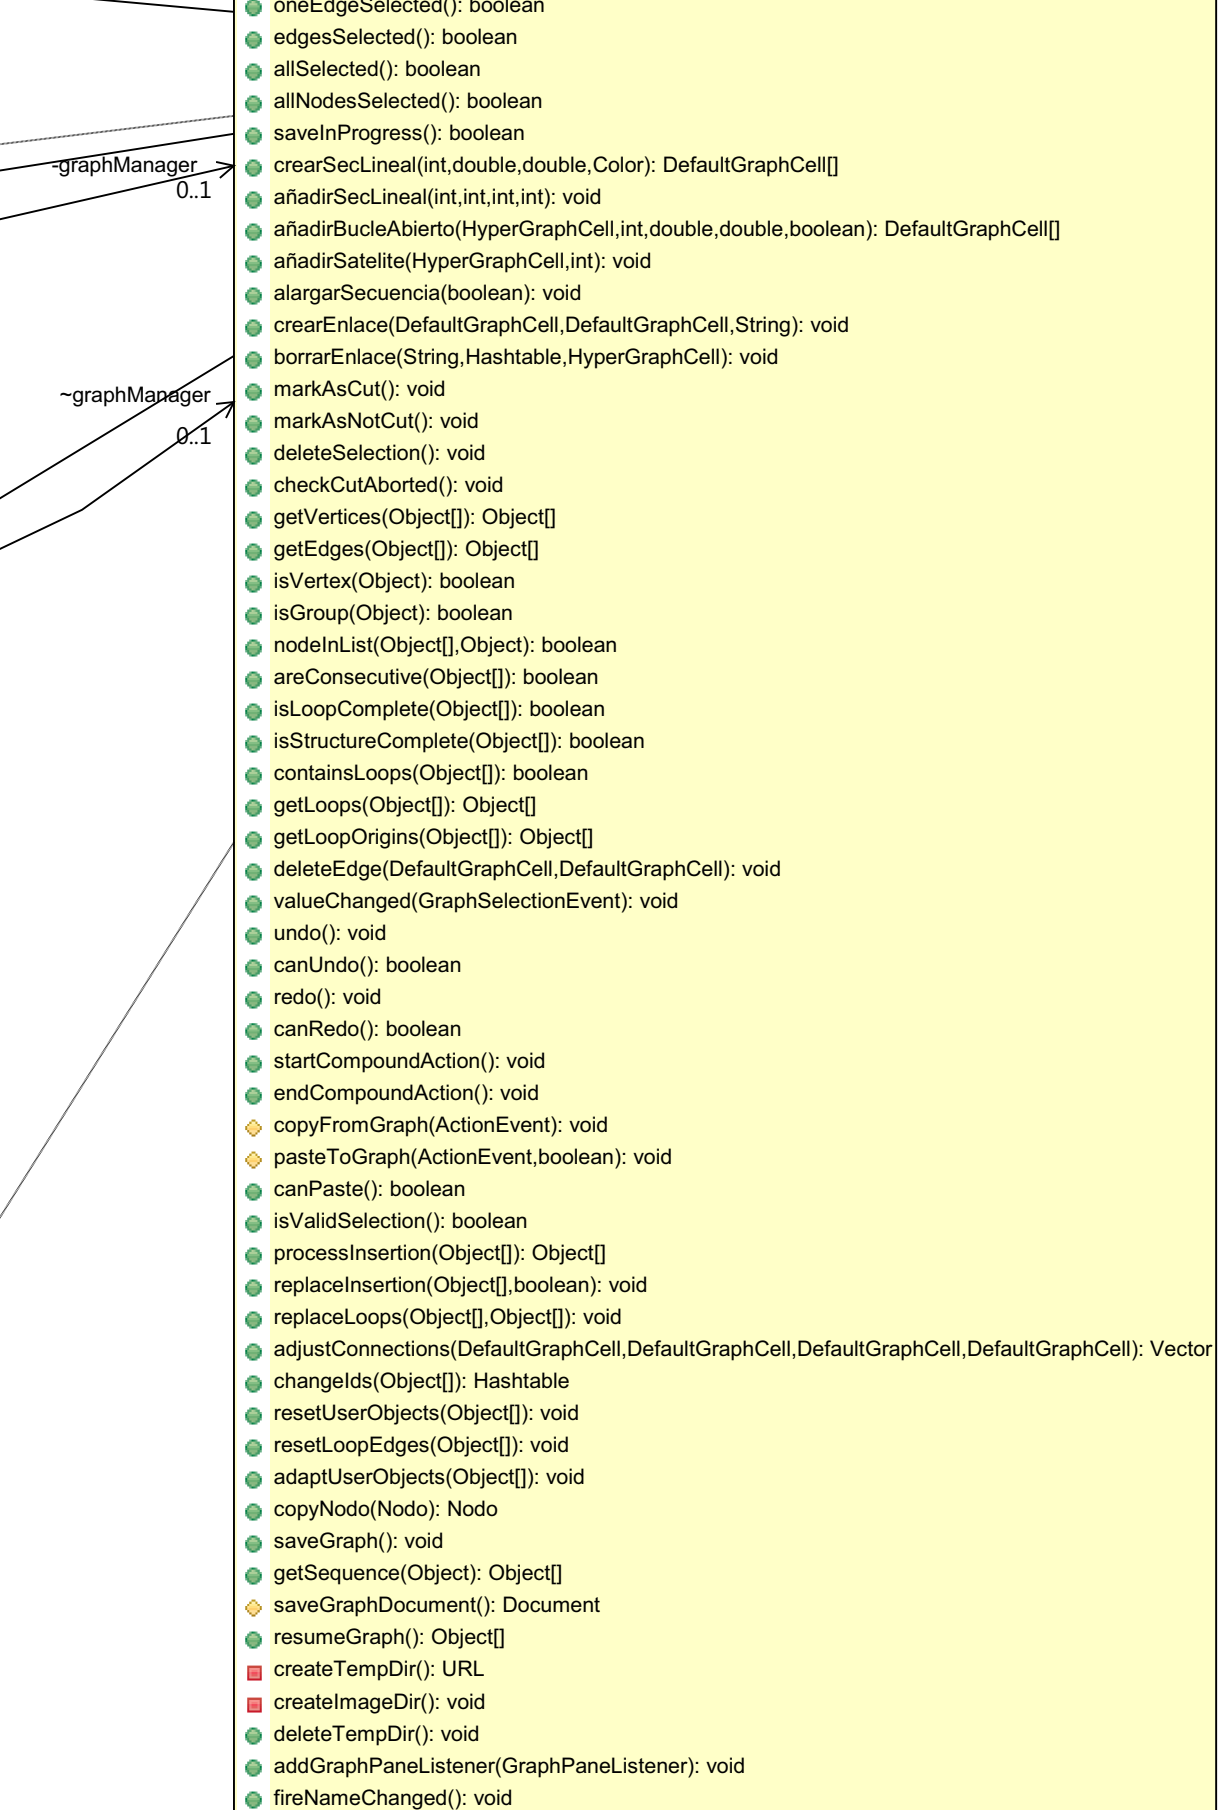 oneEdgeSelected(): boolean
edgesSelected(): boolean
allSelected(): boolean
allNodesSelected(): boolean
saveInProgress(): boolean
-graphManager
0..1
crearSecLineal(int,double,double,Color): DefaultGraphCell[]
añadirSecLineal(int,int,int,int): void
añadirBucleAbierto(HyperGraphCell,int,double,double,boolean): DefaultGraphCell[]
añadirSatelite(HyperGraphCell,int): void
alargarSecuencia(boolean): void
crearEnlace(DefaultGraphCell,DefaultGraphCell,String): void
borrarEnlace(String,Hashtable,HyperGraphCell): void
~graphManager
0..1
markAsCut(): void
markAsNotCut(): void
deleteSelection(): void
checkCutAborted(): void
getVertices(Object[]): Object[]
getEdges(Object[]): Object[]
isVertex(Object): boolean
isGroup(Object): boolean
nodeInList(Object[],Object): boolean
areConsecutive(Object[]): boolean
isLoopComplete(Object[]): boolean
isStructureComplete(Object[]): boolean
containsLoops(Object[]): boolean
getLoops(Object[]): Object[]
getLoopOrigins(Object[]): Object[]
deleteEdge(DefaultGraphCell,DefaultGraphCell): void
valueChanged(GraphSelectionEvent): void
undo(): void
canUndo(): boolean
redo(): void
canRedo(): boolean
startCompoundAction(): void
endCompoundAction(): void
copyFromGraph(ActionEvent): void
pasteToGraph(ActionEvent,boolean): void
canPaste(): boolean
isValidSelection(): boolean
processInsertion(Object[]): Object[]
replaceInsertion(Object[],boolean): void
replaceLoops(Object[],Object[]): void
adjustConnections(DefaultGraphCell,DefaultGraphCell,DefaultGraphCell,DefaultGraphCell): Vector
changeIds(Object[]): Hashtable
resetUserObjects(Object[]): void
resetLoopEdges(Object[]): void
adaptUserObjects(Object[]): void
copyNodo(Nodo): Nodo
saveGraph(): void
getSequence(Object): Object[]
saveGraphDocument(): Document
resumeGraph(): Object[]
createTempDir(): URL
createImageDir(): void
deleteTempDir(): void
addGraphPaneListener(GraphPaneListener): void
fireNameChanged(): void